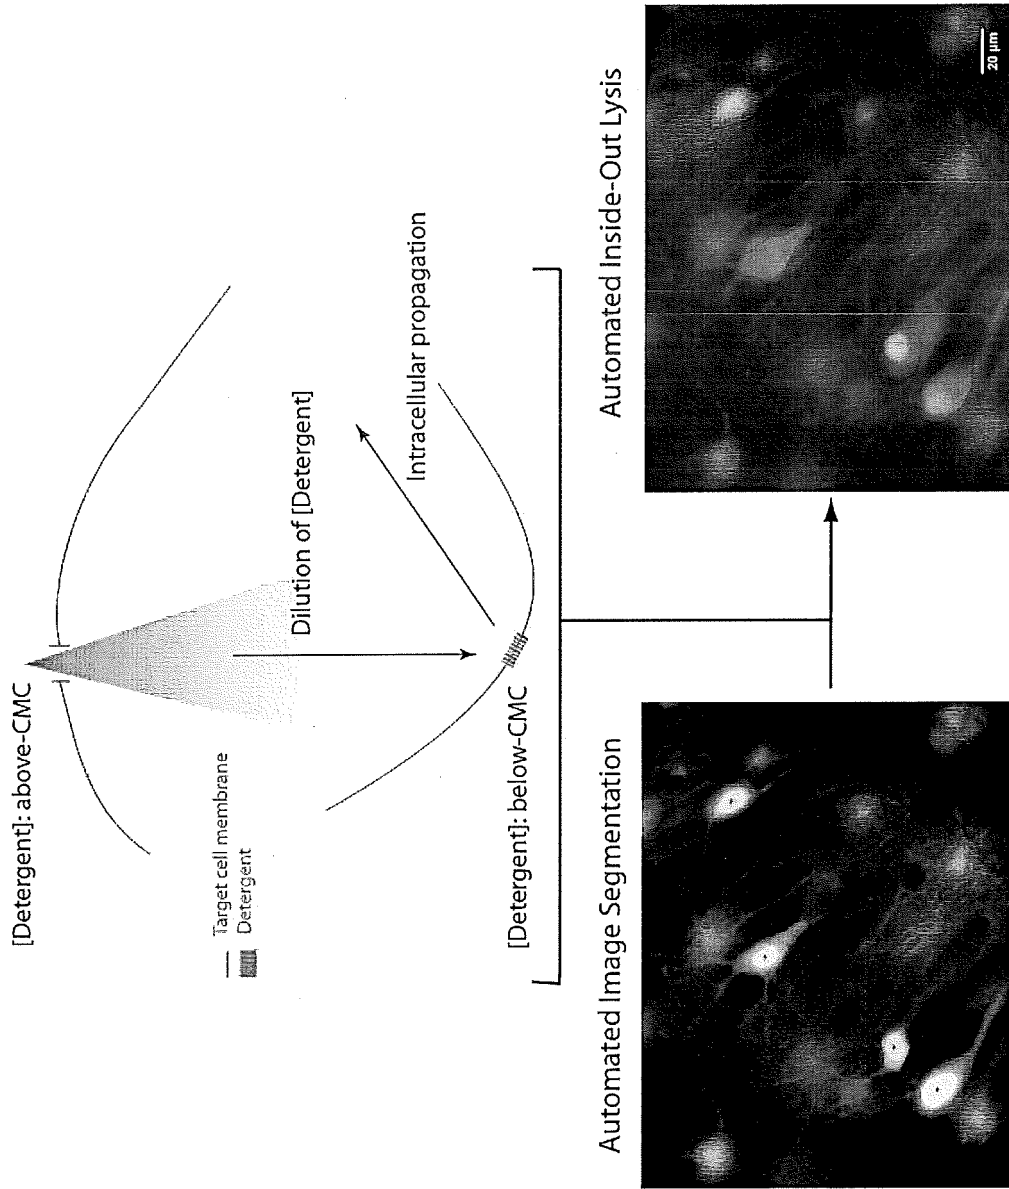 [Detergent]: above-CMC
Target cell membrane
Detergent
Dilution of [Detergent]
Intracellular propagation
[Detergent]: below-CMC
Automated Image Segmentation
Automated Inside-Out Lysis
20 µm